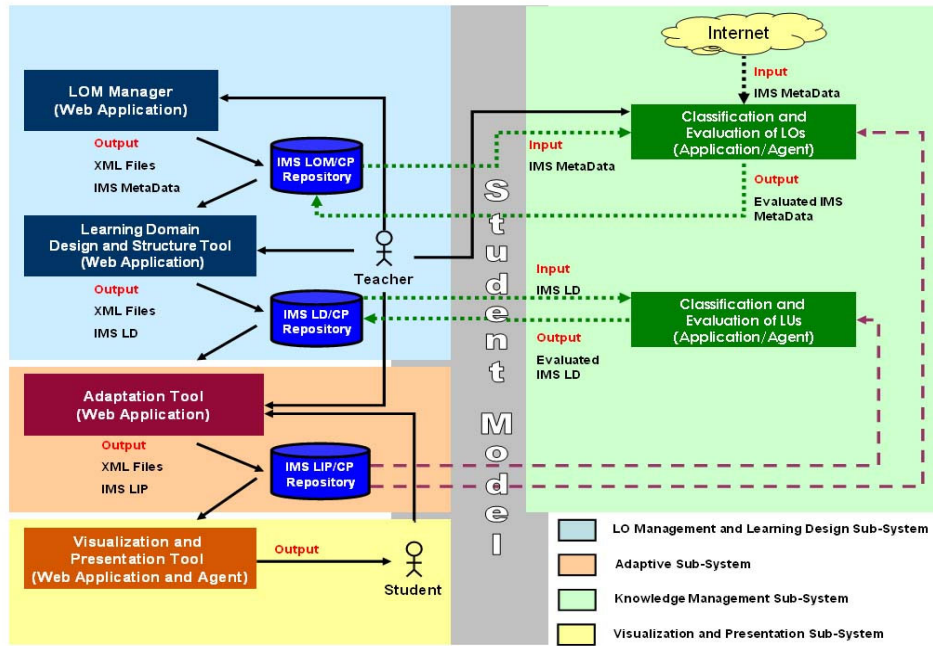 Internet
Input
IMS MetaData
LOM Manager
(Web Application)
Output
XML Files
IMS MetaData
IMS LOM/CP
Repository
Input
IMS MetaData
Classification and
Evaluation of LOs
(Application/Agent)
Output
Evaluated IMS
MetaData
Learning Domain
Design and Structure Tool
(Web Application)
Output
XML Files
IMS LD
Teacher
IMS LD/CP
Repository
Input
IMS LD
Output
Evaluated
IMS LD
Classification and
Evaluation of LUs
(Application/Agent)
Student Model
Adaptation Tool
(Web Application)
Output
XML Files
IMS LIP
IMS LIP/CP
Repository
Visualization and
Presentation Tool
(Web Application and Agent)
Output
Student
LO Management and Learning Design Sub-System
Adaptive Sub-System
Knowledge Management Sub-System
Visualization and Presentation Sub-System